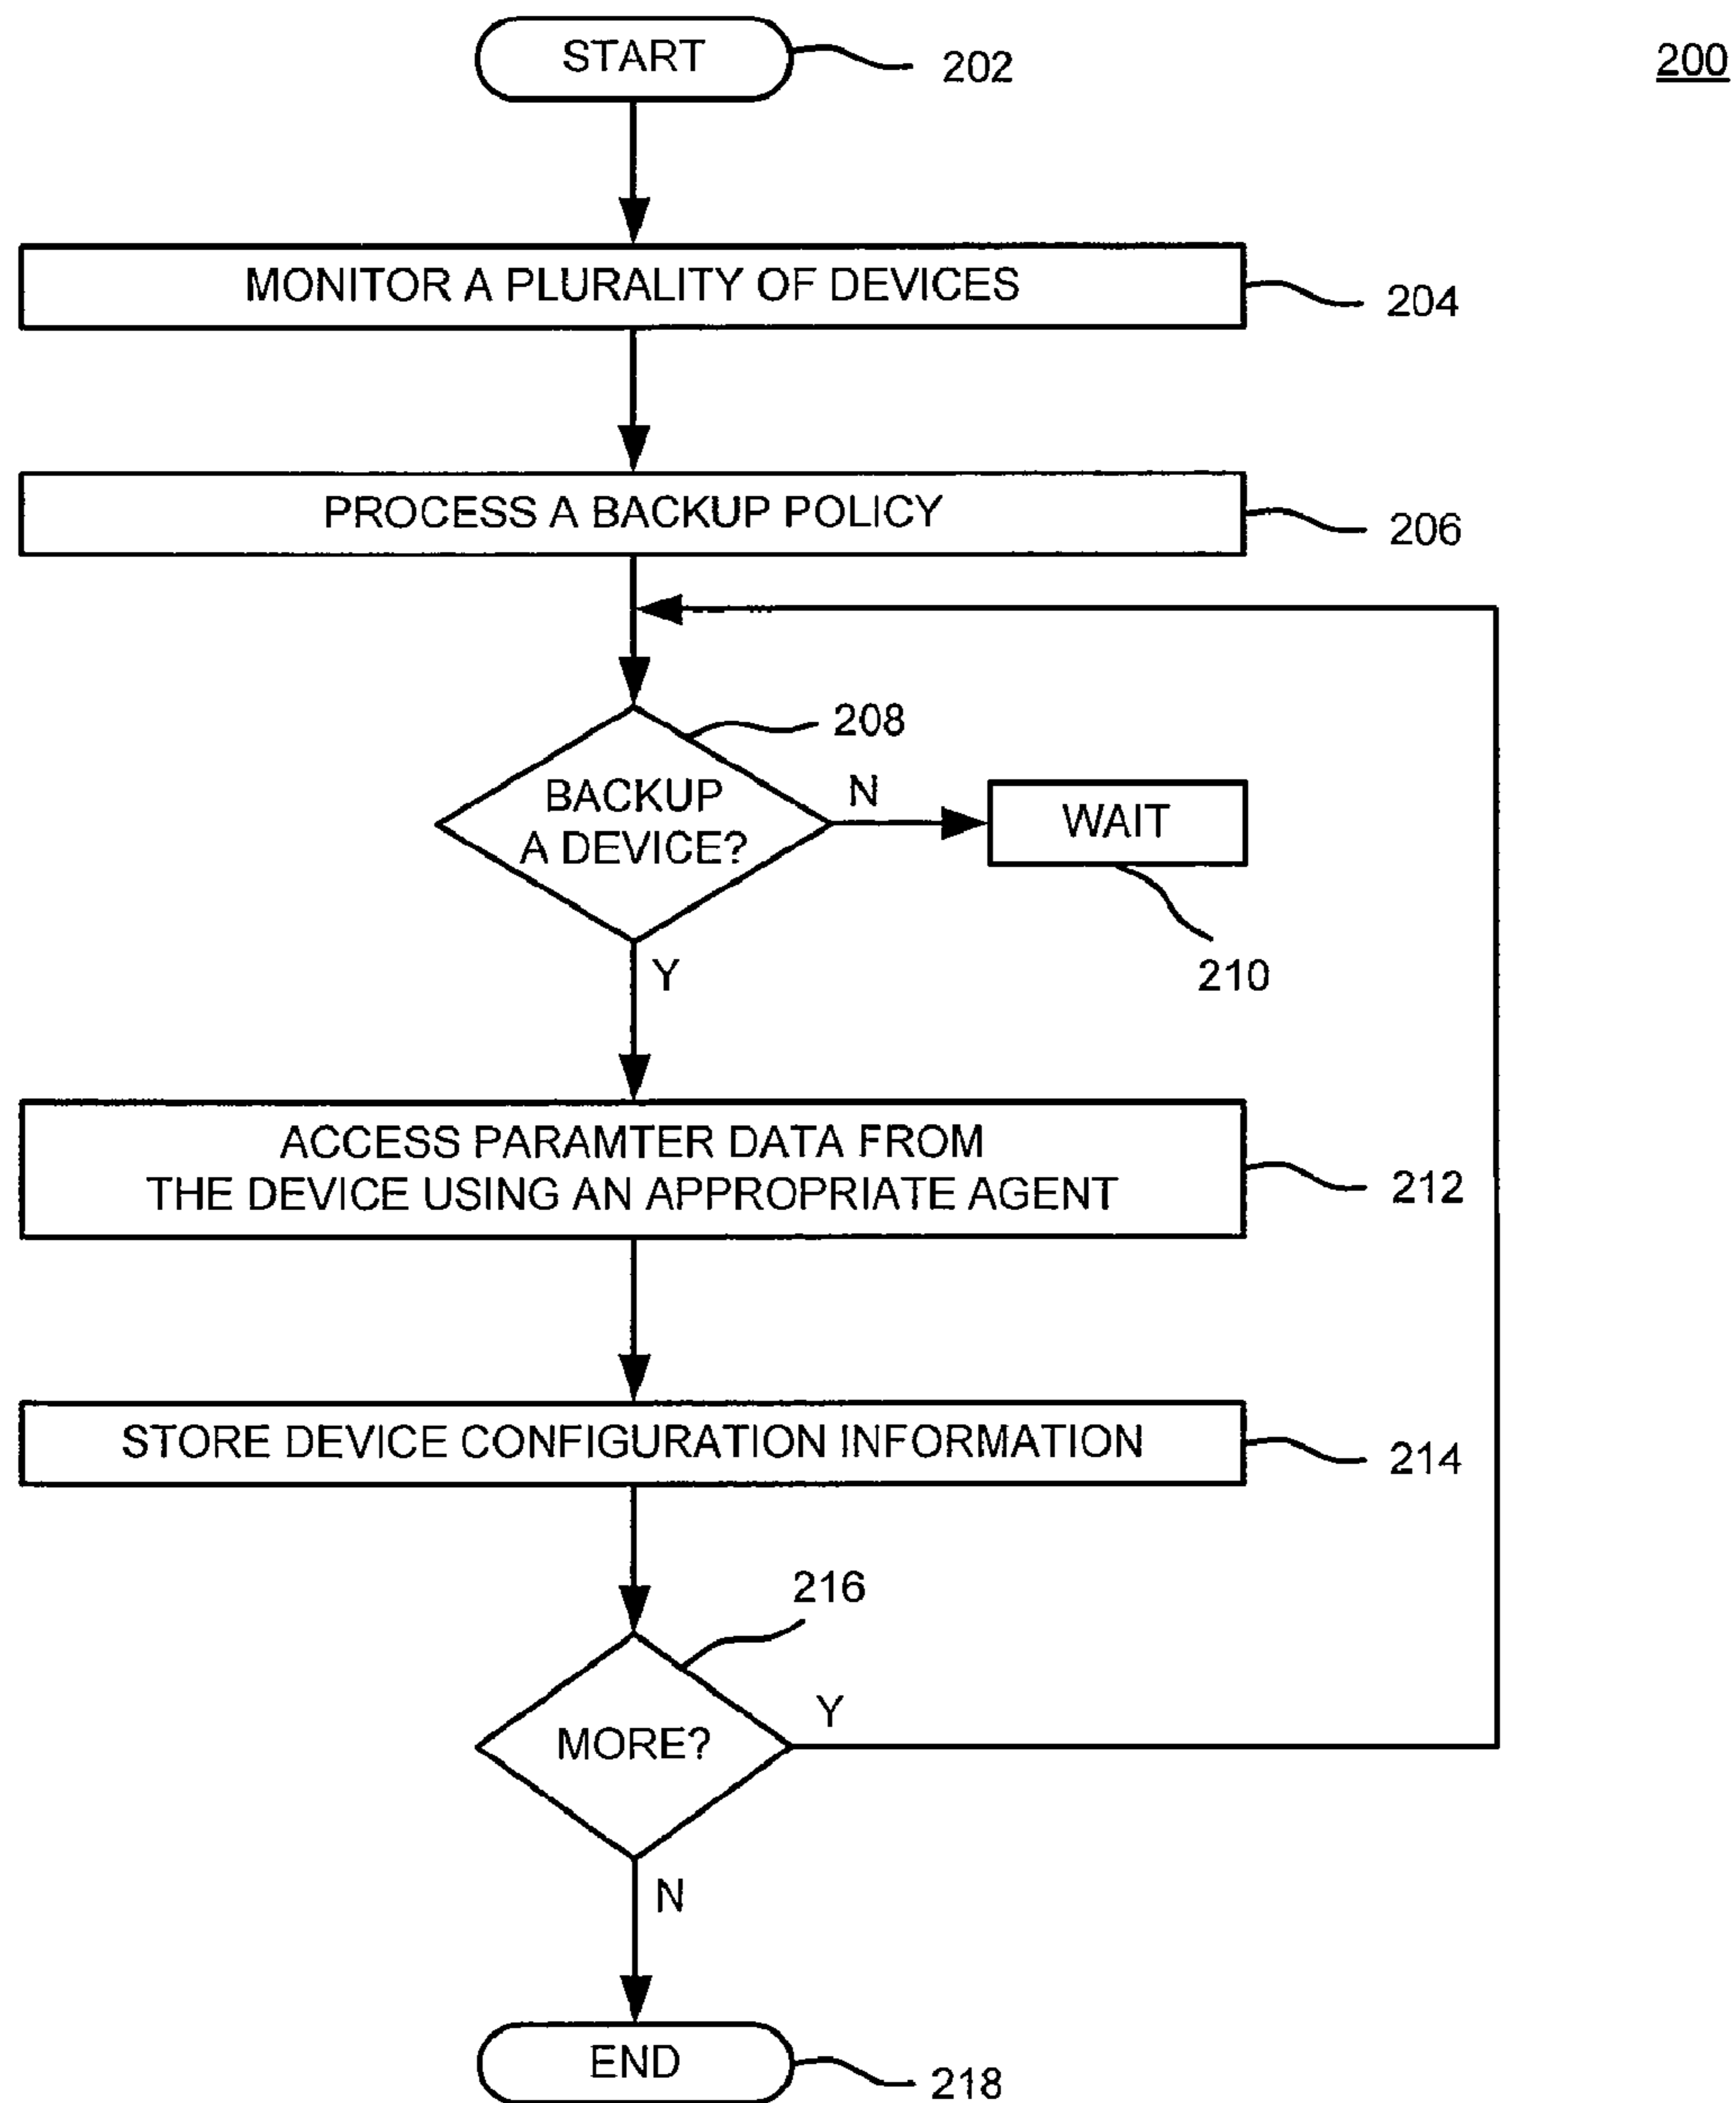 START
202
200
MONITOR A PLURALITY OF DEVICES
204
PROCESS A BACKUP POLICY
206
208
BACKUP
A DEVICE?
N
WAIT
210
Y
ACCESS PARAMTER DATA FROM
THE DEVICE USING AN APPROPRIATE AGENT
212
STORE DEVICE CONFIGURATION INFORMATION
214
216
MORE?
Y
N
END
218